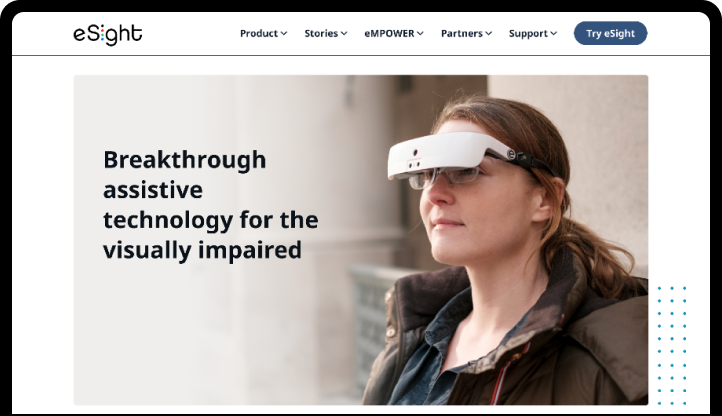 eSight
Product
Stories
eMPOWER
Partners
Support
Try eSight
Breakthrough
assistive
technology for the
visually impaired